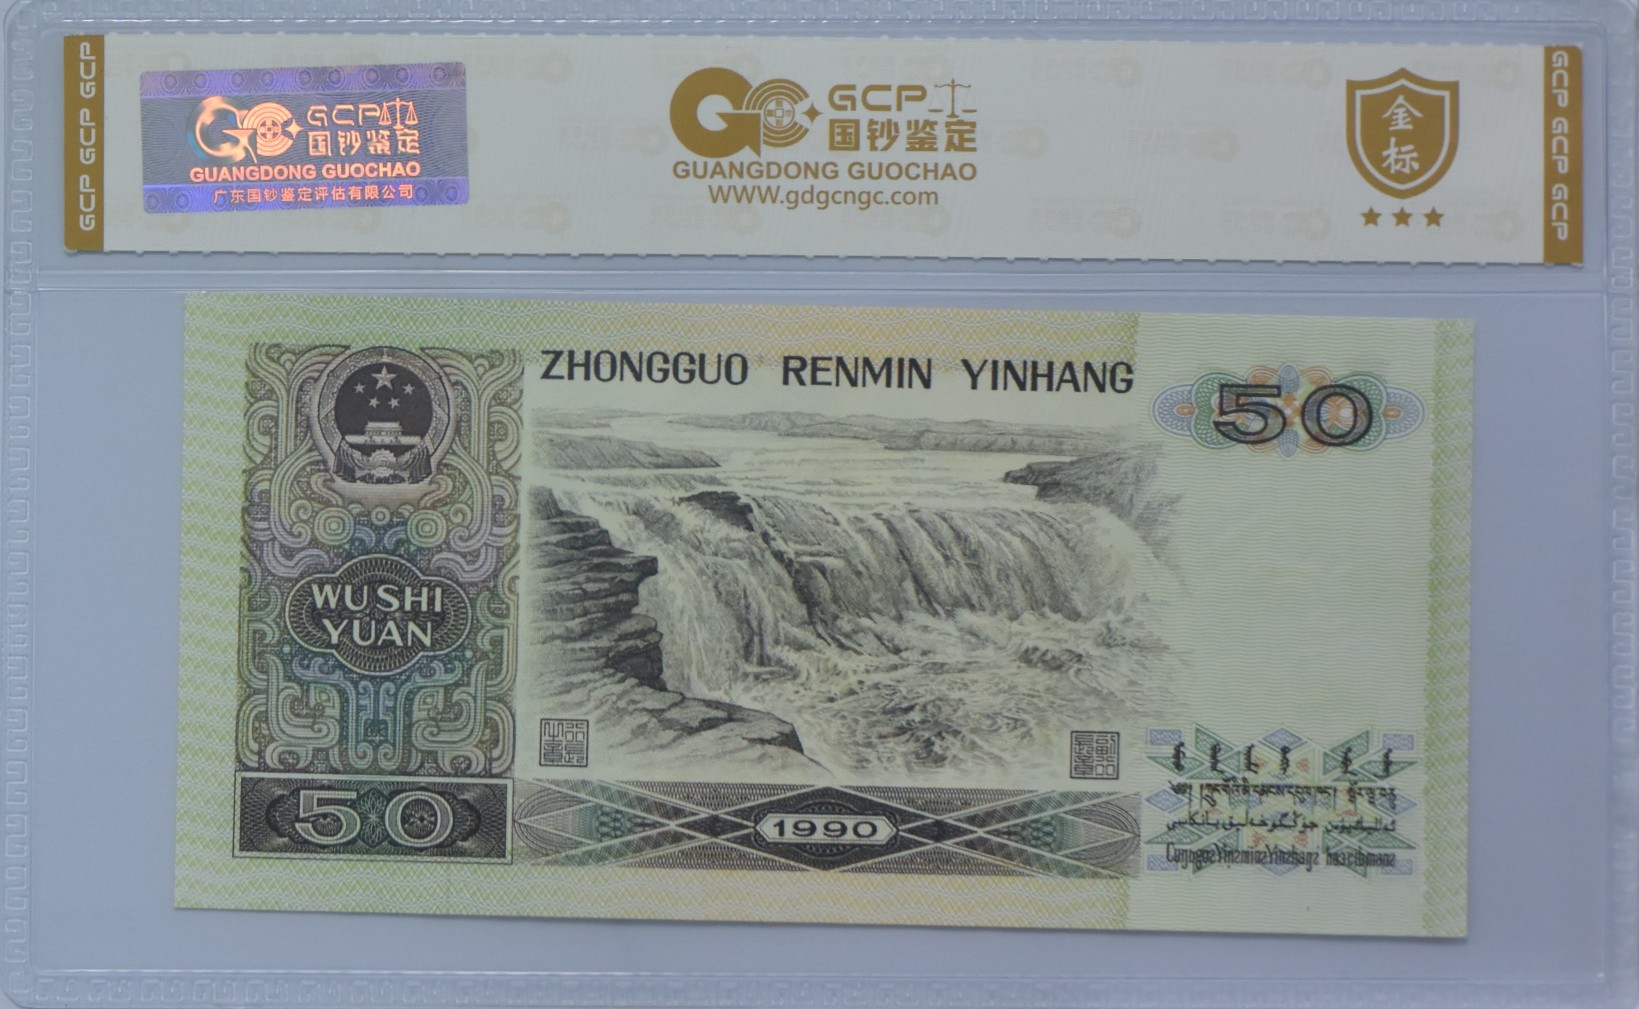 GCP GCP GCP
GCP
国钞鉴定
GUANGDONG GUOCHAO
广东国钞鉴定评估有限公司
GCP
国钞鉴定
GUANGDONG GUOCHAO
WWW.gdgcngc.com
金
标
GCP GCP GCP
ZHONGGUO RENMIN YINHANG
50
WU SHI
YUAN
50
1990